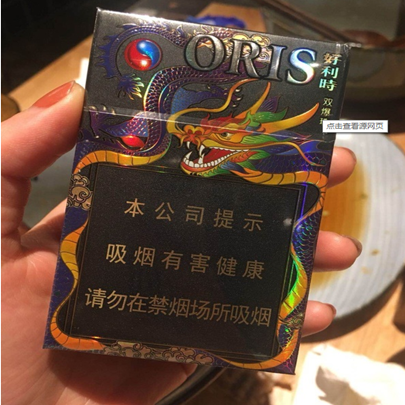 ORIS
好利時
双爆
点击查看源网页
本公司提示
吸烟有害健康
请勿在禁烟场所吸烟